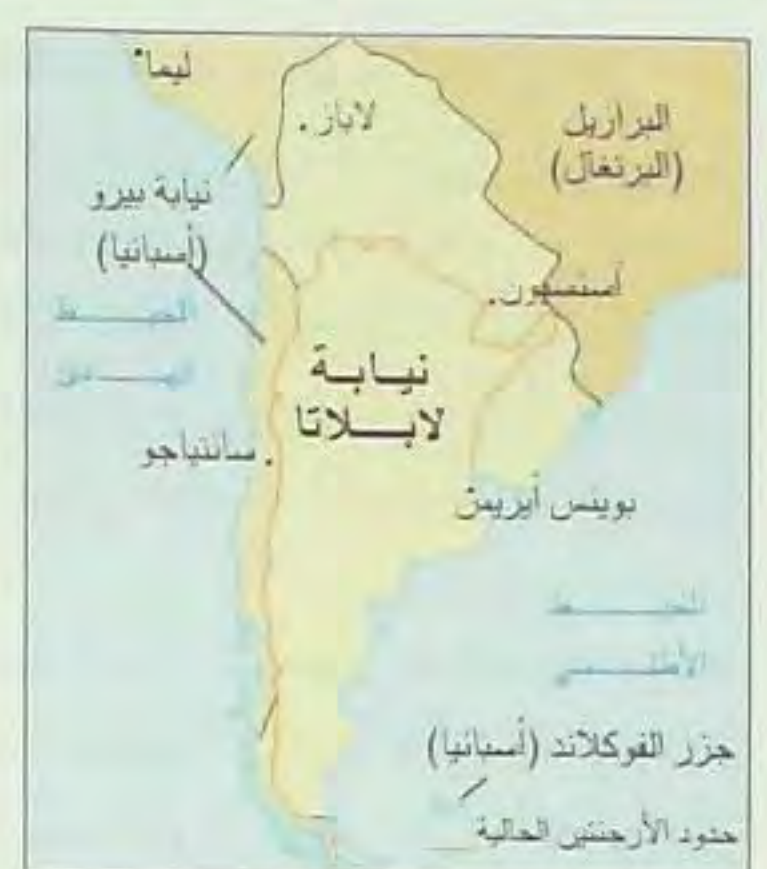 ليما
لاباز
البرازيل
(البرتغال)
نيابة بيرو
(أسبانيا)
أسنسيون
المحيط
الهادي
نيابة
لابلاتا
سانتياجو
بوينس أيريس
المحيط
الأطلسي
جزر الفوكلاند (أسبانيا)
حدود الأرجنتين الحالية